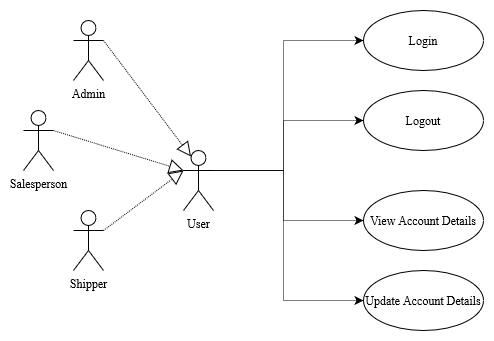 Admin
Salesperson
Shipper
User
Login
Logout
View Account Details
Update Account Details